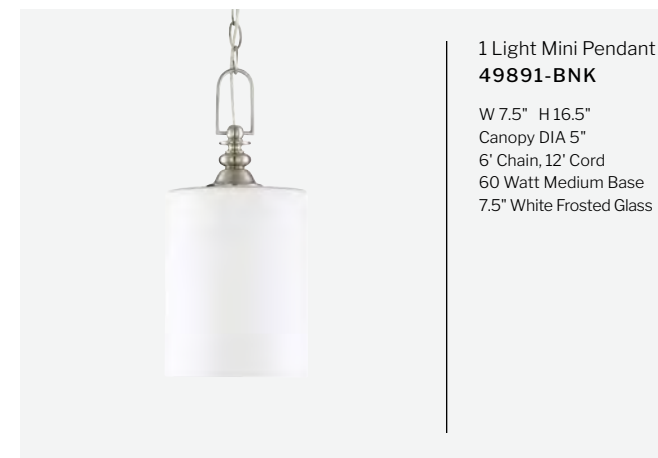 1 Light Mini Pendant
49891-BNK
W 7.5" H 16.5"
Canopy DIA 5"
6' Chain, 12' Cord
60 Watt Medium Base
7.5" White Frosted Glass